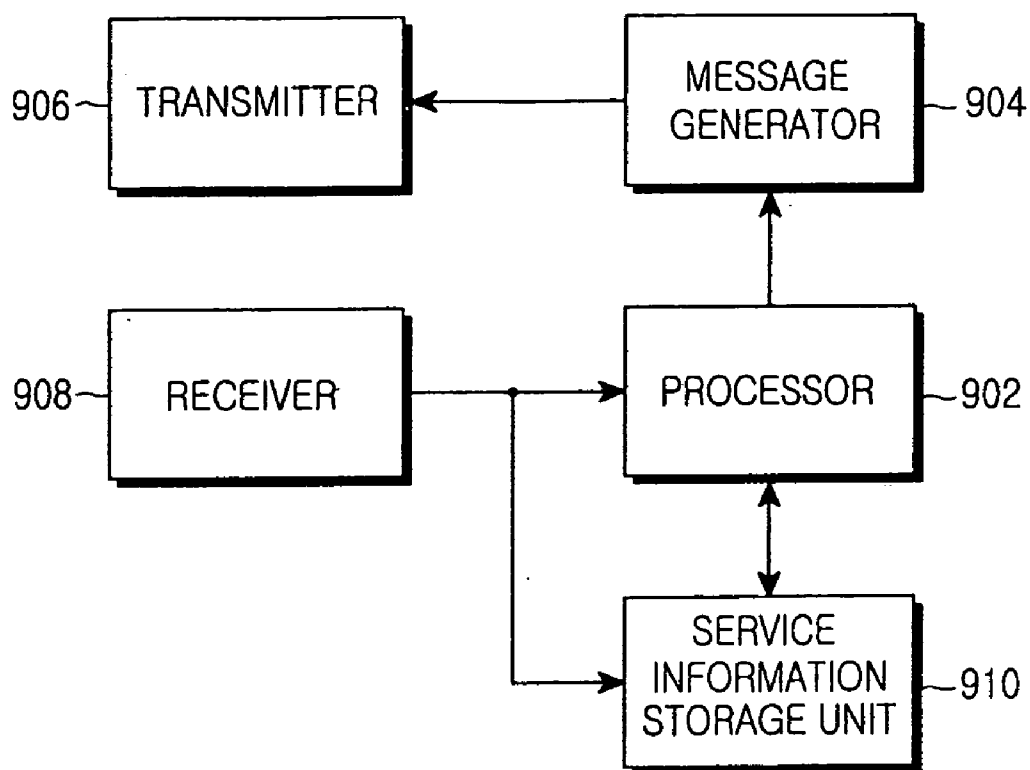 906
TRANSMITTER
MESSAGE
GENERATOR
904
908
RECEIVER
PROCESSOR
902
SERVICE
INFORMATION
STORAGE UNIT
910